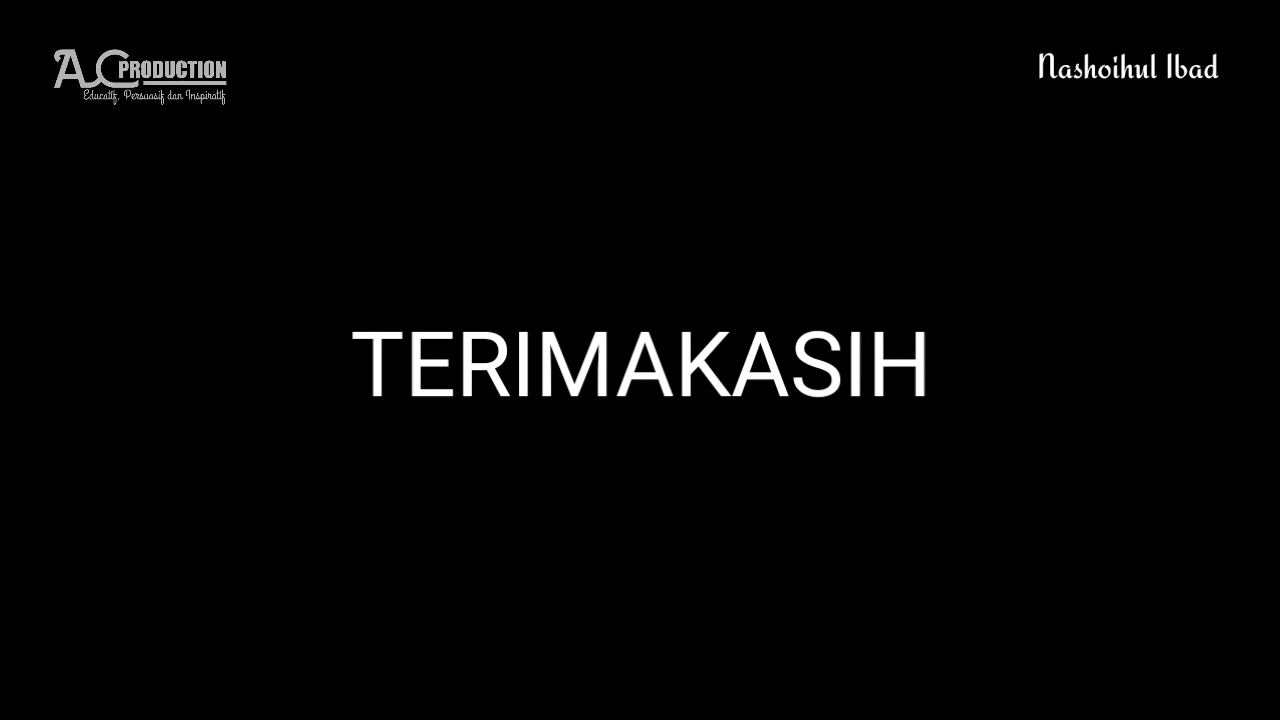 AC PRODUCTION
Educatif, Persuasif dan Inspiratif
Nashoihul Ibad
TERIMAKASIH